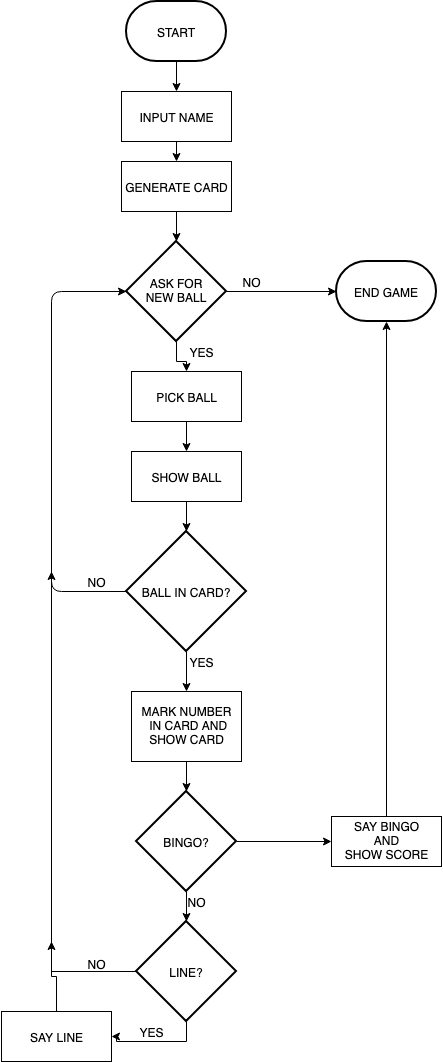 START
INPUT NAME
GENERATE CARD
ASK FOR
NEW BALL
NO
END GAME
YES
PICK BALL
SHOW BALL
BALL IN CARD?
NO
YES
MARK NUMBER
IN CARD AND
SHOW CARD
BINGO?
SAY BINGO
AND
SHOW SCORE
NO
LINE?
NO
YES
SAY LINE